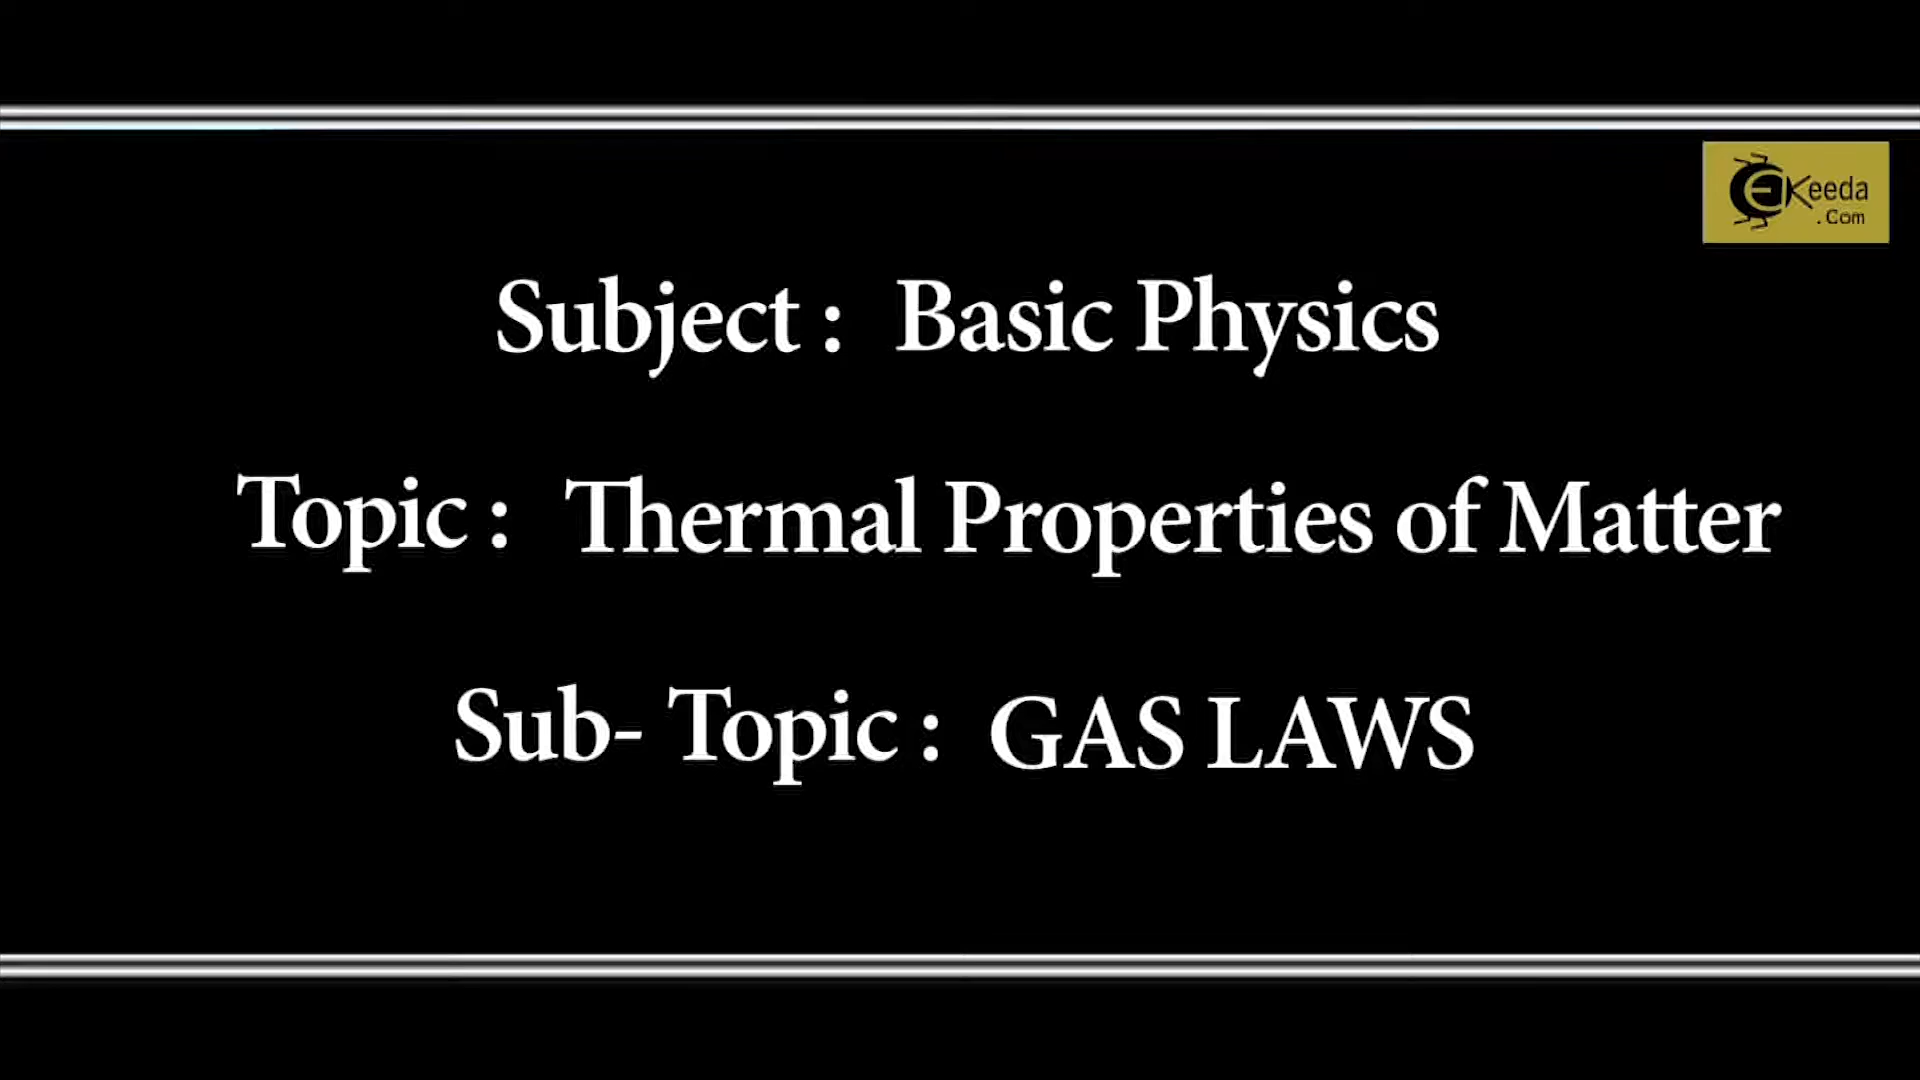 EKeeda
.Com
Subject : Basic Physics
Topic : Thermal Properties of Matter
Sub- Topic : GAS LAWS